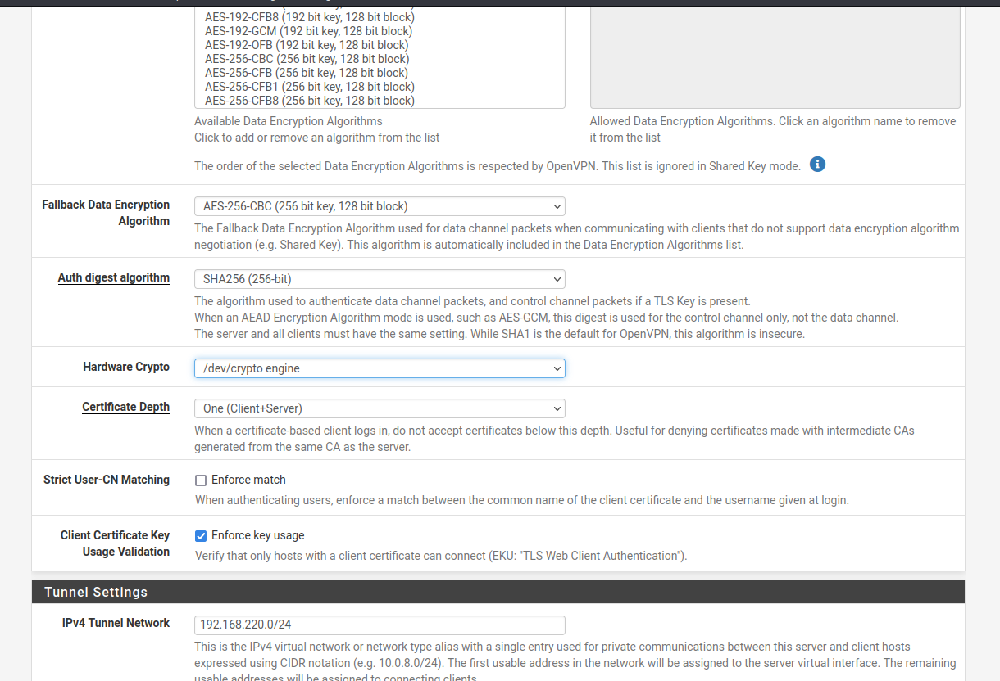 AES-192-CFB8 (192 bit key, 128 bit block)
AES-192-GCM (192 bit key, 128 bit block)
AES-192-OFB (192 bit key, 128 bit block)
AES-256-CBC (256 bit key, 128 bit block)
AES-256-CFB (256 bit key, 128 bit block)
AES-256-CFB1 (256 bit key, 128 bit block)
AES-256-CFB8 (256 bit key, 128 bit block)
Available Data Encryption Algorithms
Click to add or remove an algorithm from the list
Allowed Data Encryption Algorithms. Click an algorithm name to remove
it from the list
The order of the selected Data Encryption Algorithms is respected by OpenVPN. This list is ignored in Shared Key mode.
Fallback Data Encryption
Algorithm
AES-256-CBC (256 bit key, 128 bit block)
The Fallback Data Encryption Algorithm used for data channel packets when communicating with clients that do not support data encryption algorithm
negotiation (e.g. Shared Key). This algorithm is automatically included in the Data Encryption Algorithms list.
Auth digest algorithm
SHA256 (256-bit)
The algorithm used to authenticate data channel packets, and control channel packets if a TLS Key is present.
When an AEAD Encryption Algorithm mode is used, such as AES-GCM, this digest is used for the control channel only, not the data channel.
The server and all clients must have the same setting. While SHA1 is the default for OpenVPN, this algorithm is insecure.
Hardware Crypto
/dev/crypto engine
Certificate Depth
One (Client+Server)
When a certificate-based client logs in, do not accept certificates below this depth. Useful for denying certificates made with intermediate CAs
generated from the same CA as the server.
Strict User-CN Matching
Enforce match
When authenticating users, enforce a match between the common name of the client certificate and the username given at login.
Client Certificate Key
Usage Validation
Enforce key usage
Verify that only hosts with a client certificate can connect (EKU: "TLS Web Client Authentication").
Tunnel Settings
IPv4 Tunnel Network
192.168.220.0/24
This is the IPv4 virtual network or network type alias with a single entry used for private communications between this server and client hosts
expressed using CIDR notation (e.g. 10.0.8.0/24). The first usable address in the network will be assigned to the server virtual interface. The remaining
usable addresses will be assigned to connecting clients.